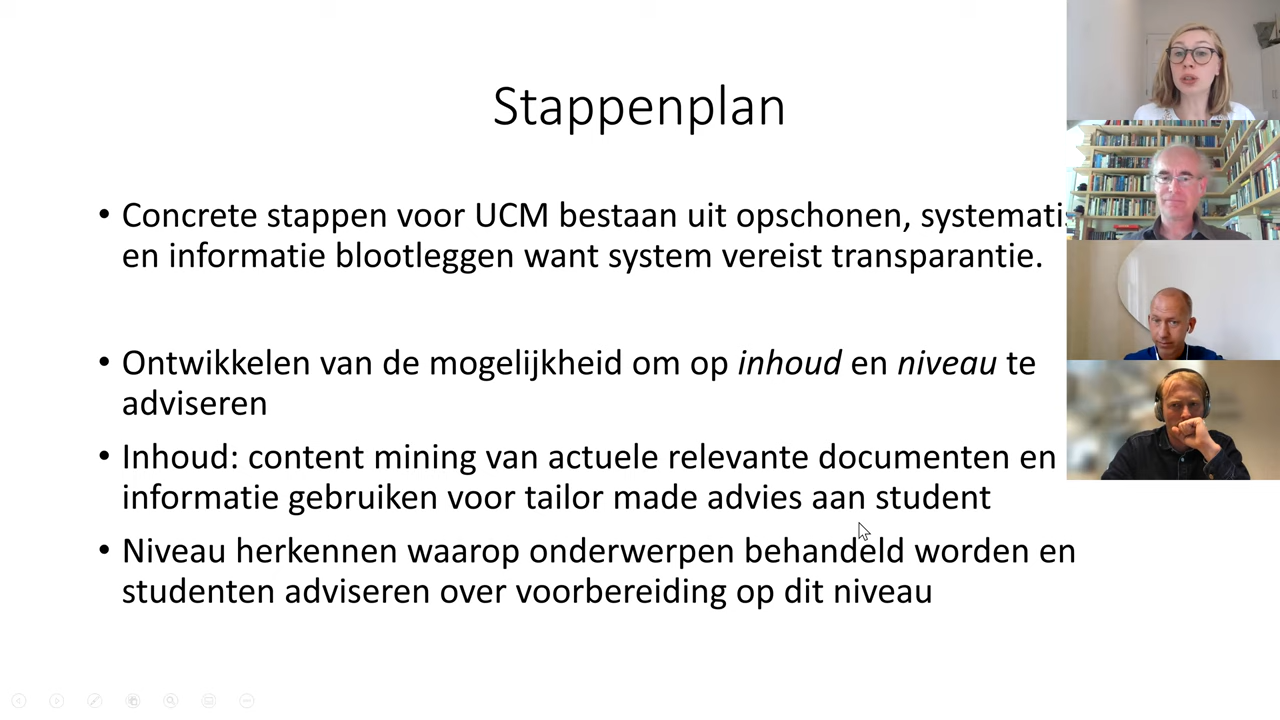 Stappenplan
• Concrete stappen voor UCM bestaan uit opschonen,
en informatie blootleggen want system vereist transparantie.
• Ontwikkelen van de mogelijkheid om op inhoud en niveau te
adviseren
• Inhoud: content mining van actuele relevante documenten en
informatie gebruiken voor tailor made advies aan student
• Niveau herkennen waarop onderwerpen behandeld worden en
studenten adviseren over voorbereiding op dit niveau